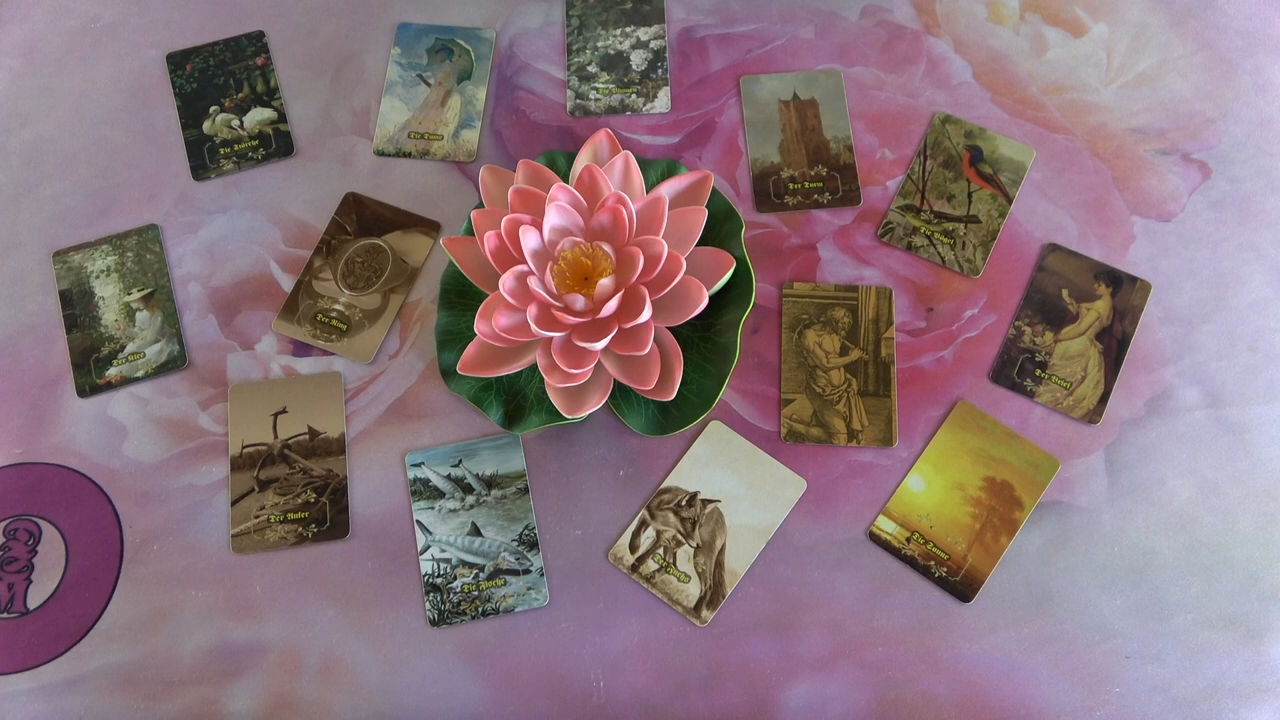 Die Störche
Die Dame
Die Blumen
Der Turm
Die Vögel
Der Klee
Der Ring
Der Brief
Der Anker
Die Fische
Der Fuchs
Die Sonne